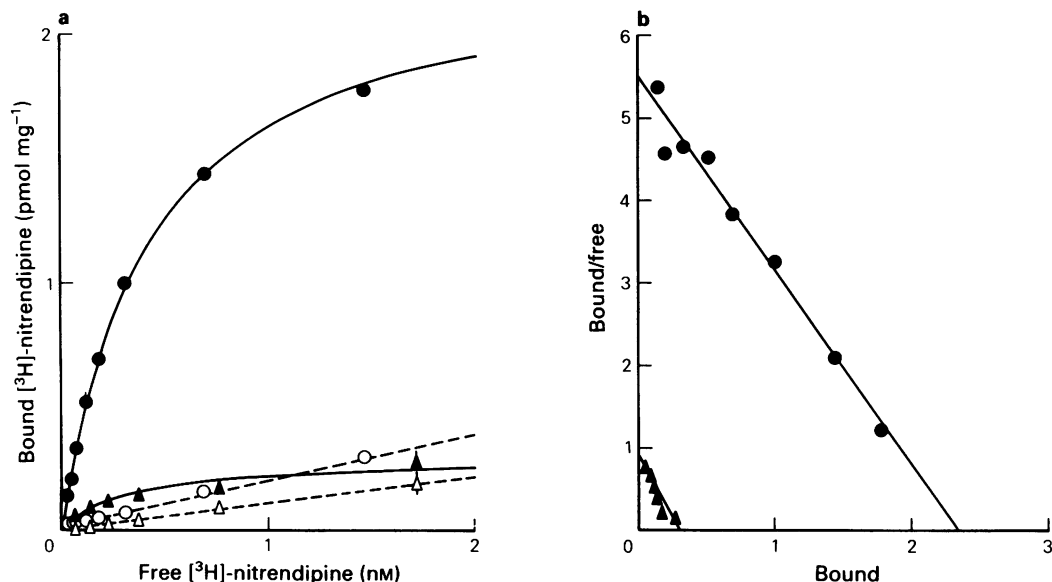 a
2
1
0
1
2
Bound [³H]-nitrendipine (pmol mg⁻¹)
Free [³H]-nitrendipine (nM)
b
6
5
4
3
2
1
0
1
2
3
Bound/free
Bound